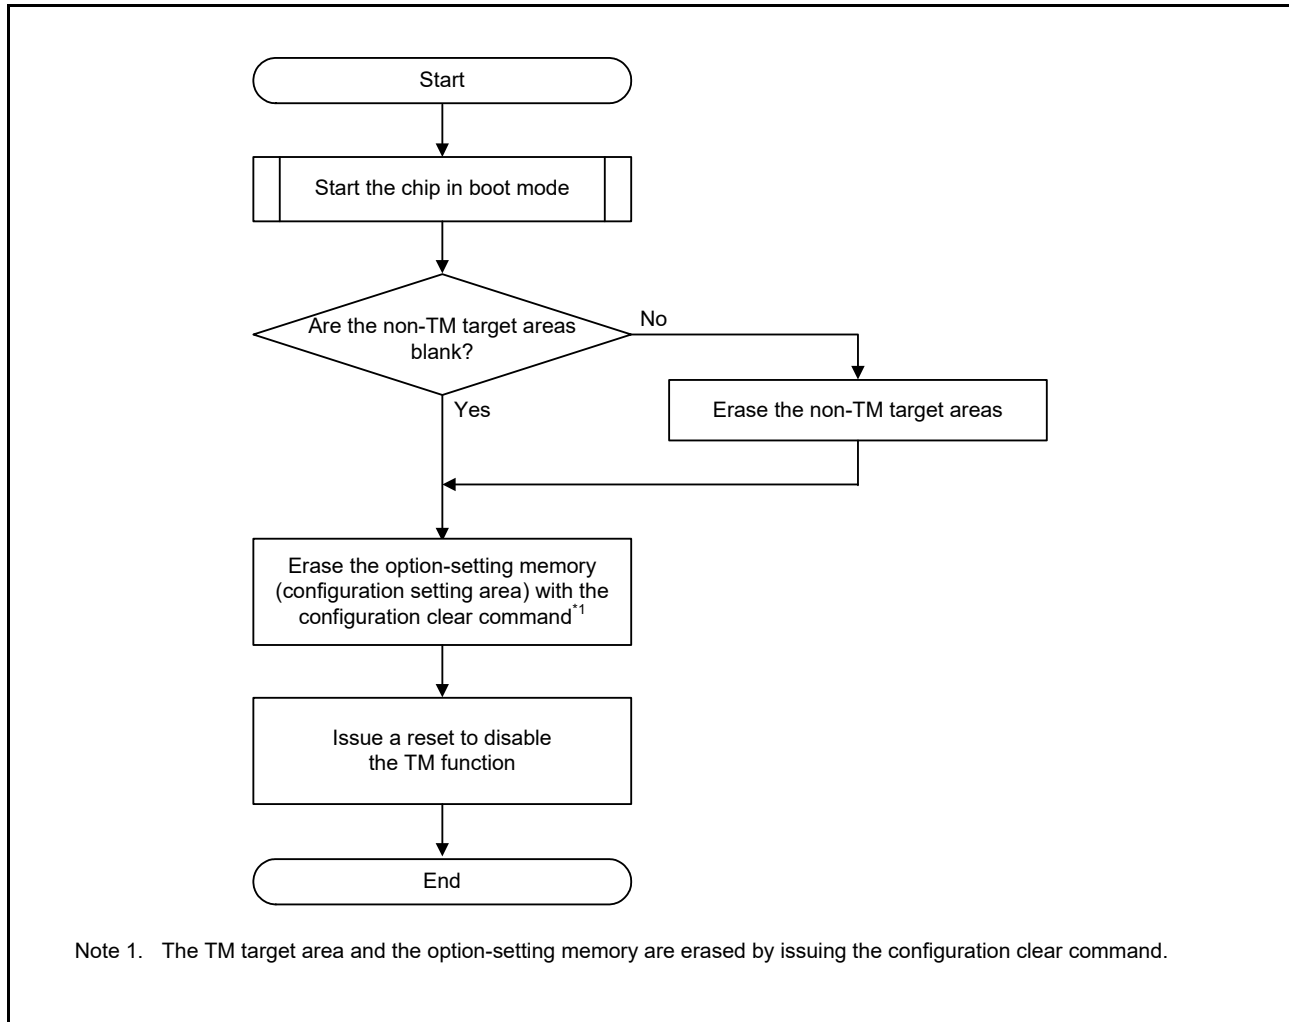 Start
Start the chip in boot mode
Are the non-TM target areas
blank?
No
Yes
Erase the non-TM target areas
Erase the option-setting memory
(configuration setting area) with the
configuration clear command*1
Issue a reset to disable
the TM function
End
Note 1. The TM target area and the option-setting memory are erased by issuing the configuration clear command.